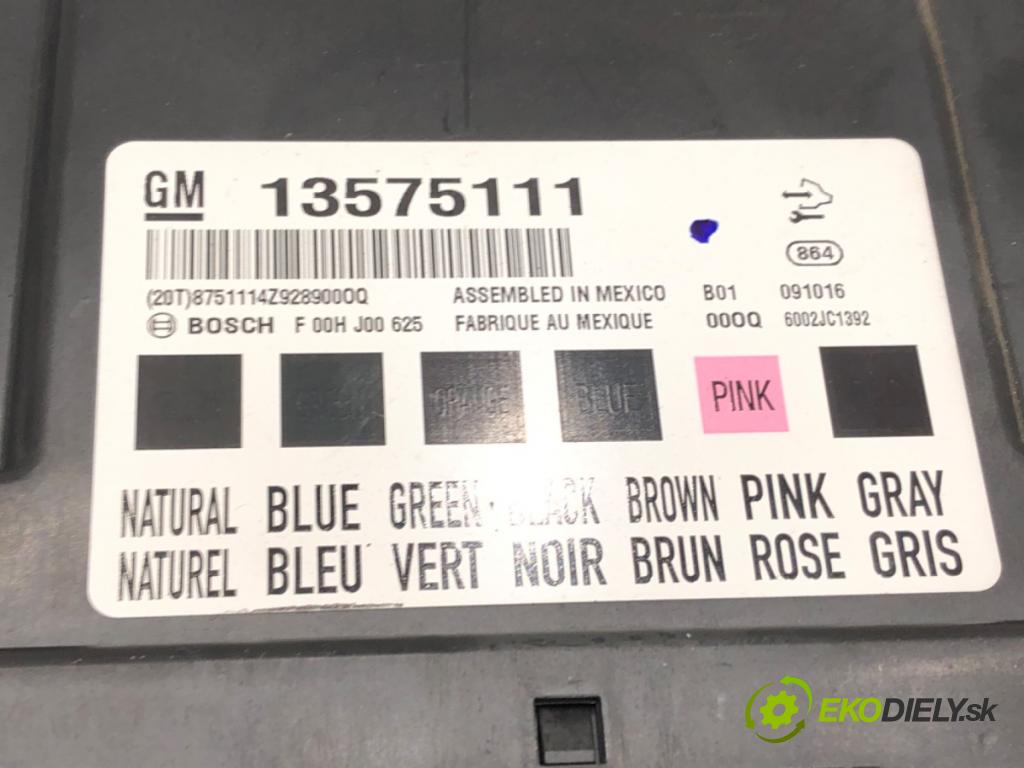 GM 13575111
864
(20T)8751114Z9289000Q ASSEMBLED IN MEXICO B01 091016
BOSCH F 00H J00 625 FABRIQUE AU MEXIQUE 000Q 6002JC1392
ORANGE BLUE PINK
NATURAL BLUE GREEN BLACK BROWN PINK GRAY
NATUREL BLEU VERT NOIR BRUN ROSE GRIS
EKODIELY.sk